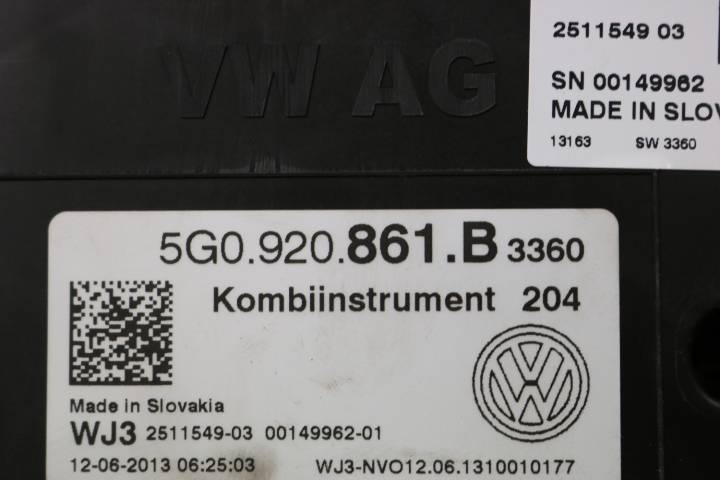 VW AG
2511549 03
SN 00149962
MADE IN SLOV
13163 SW 3360
5G0.920.861.B 3360
Kombiinstrument 204
Made in Slovakia
WJ3 2511549-03 00149962-01
12-06-2013 06:25:03 WJ3-NVO12.06.1310010177